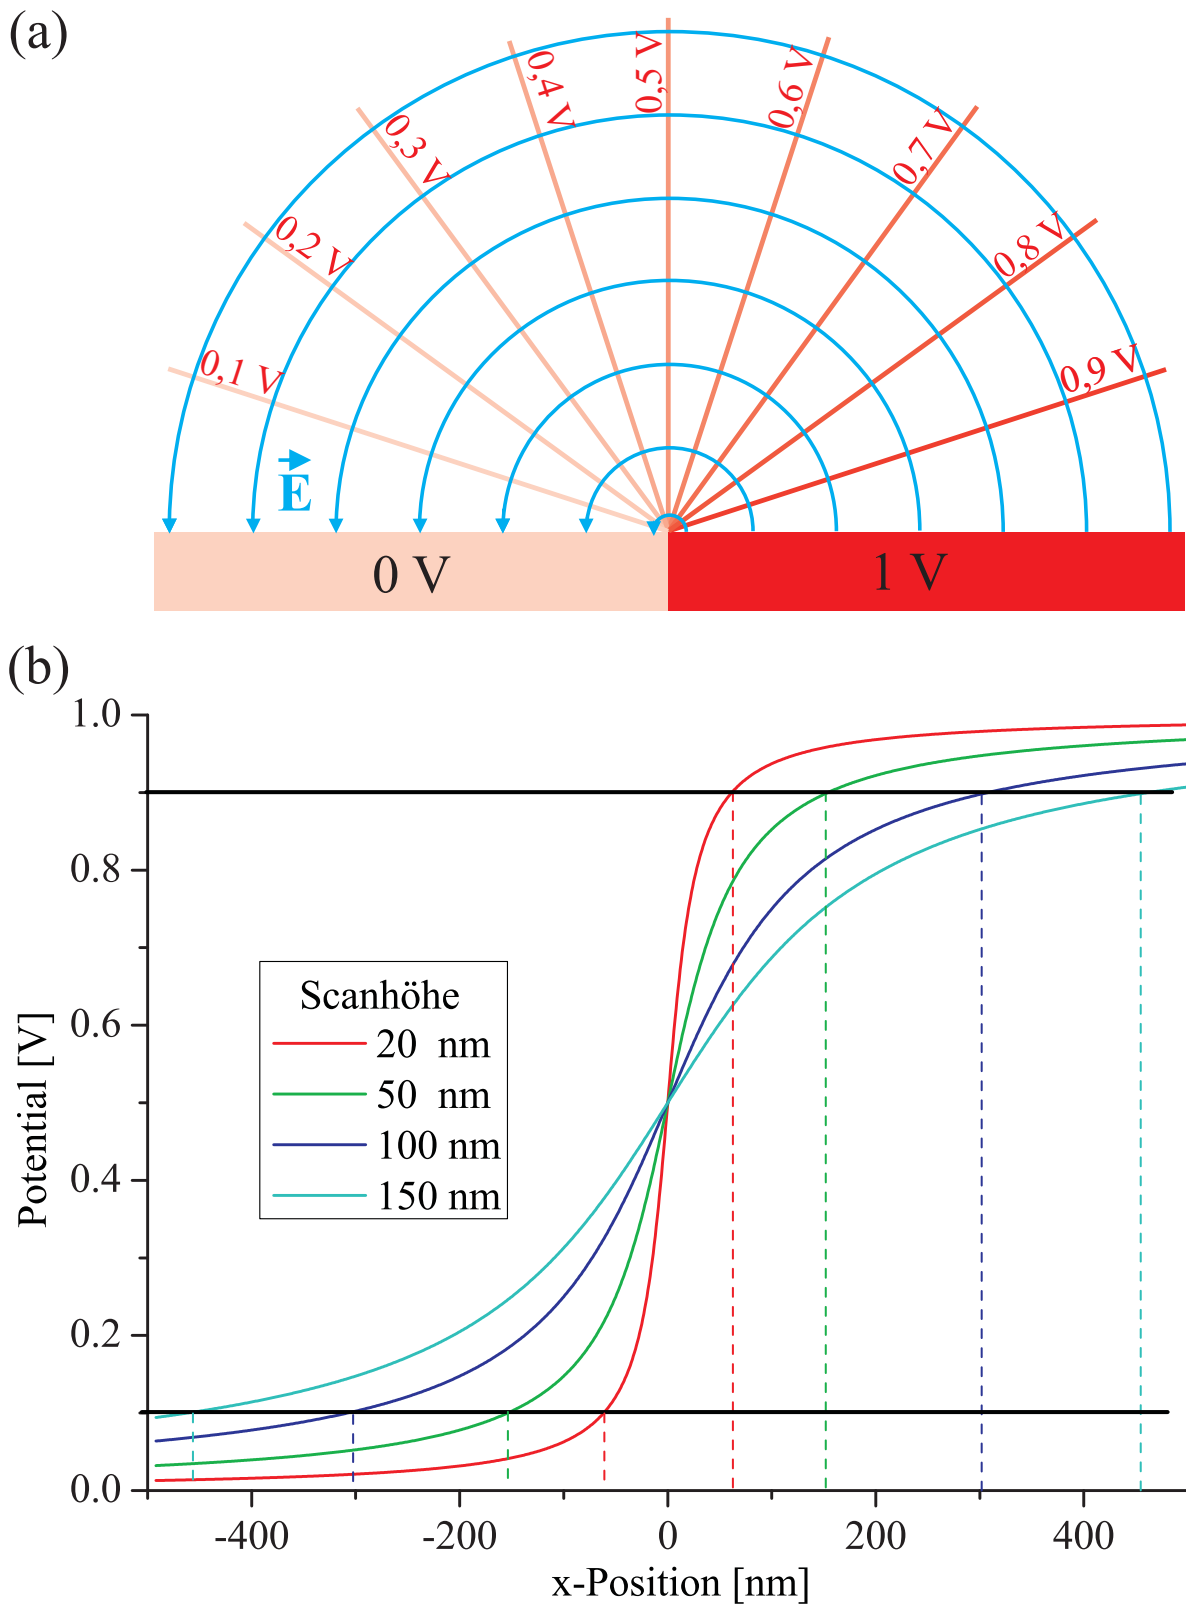 (a)
0,1 V
0,2 V
0,3 V
0,4 V
0,5 V
0,6 V
0,7 V
0,8 V
0,9 V
E
0 V
1 V
(b)
1.0
0.8
0.6
0.4
0.2
0.0
Potential [V]
Scanhöhe
20 nm
50 nm
100 nm
150 nm
-400
-200
0
200
400
x-Position [nm]